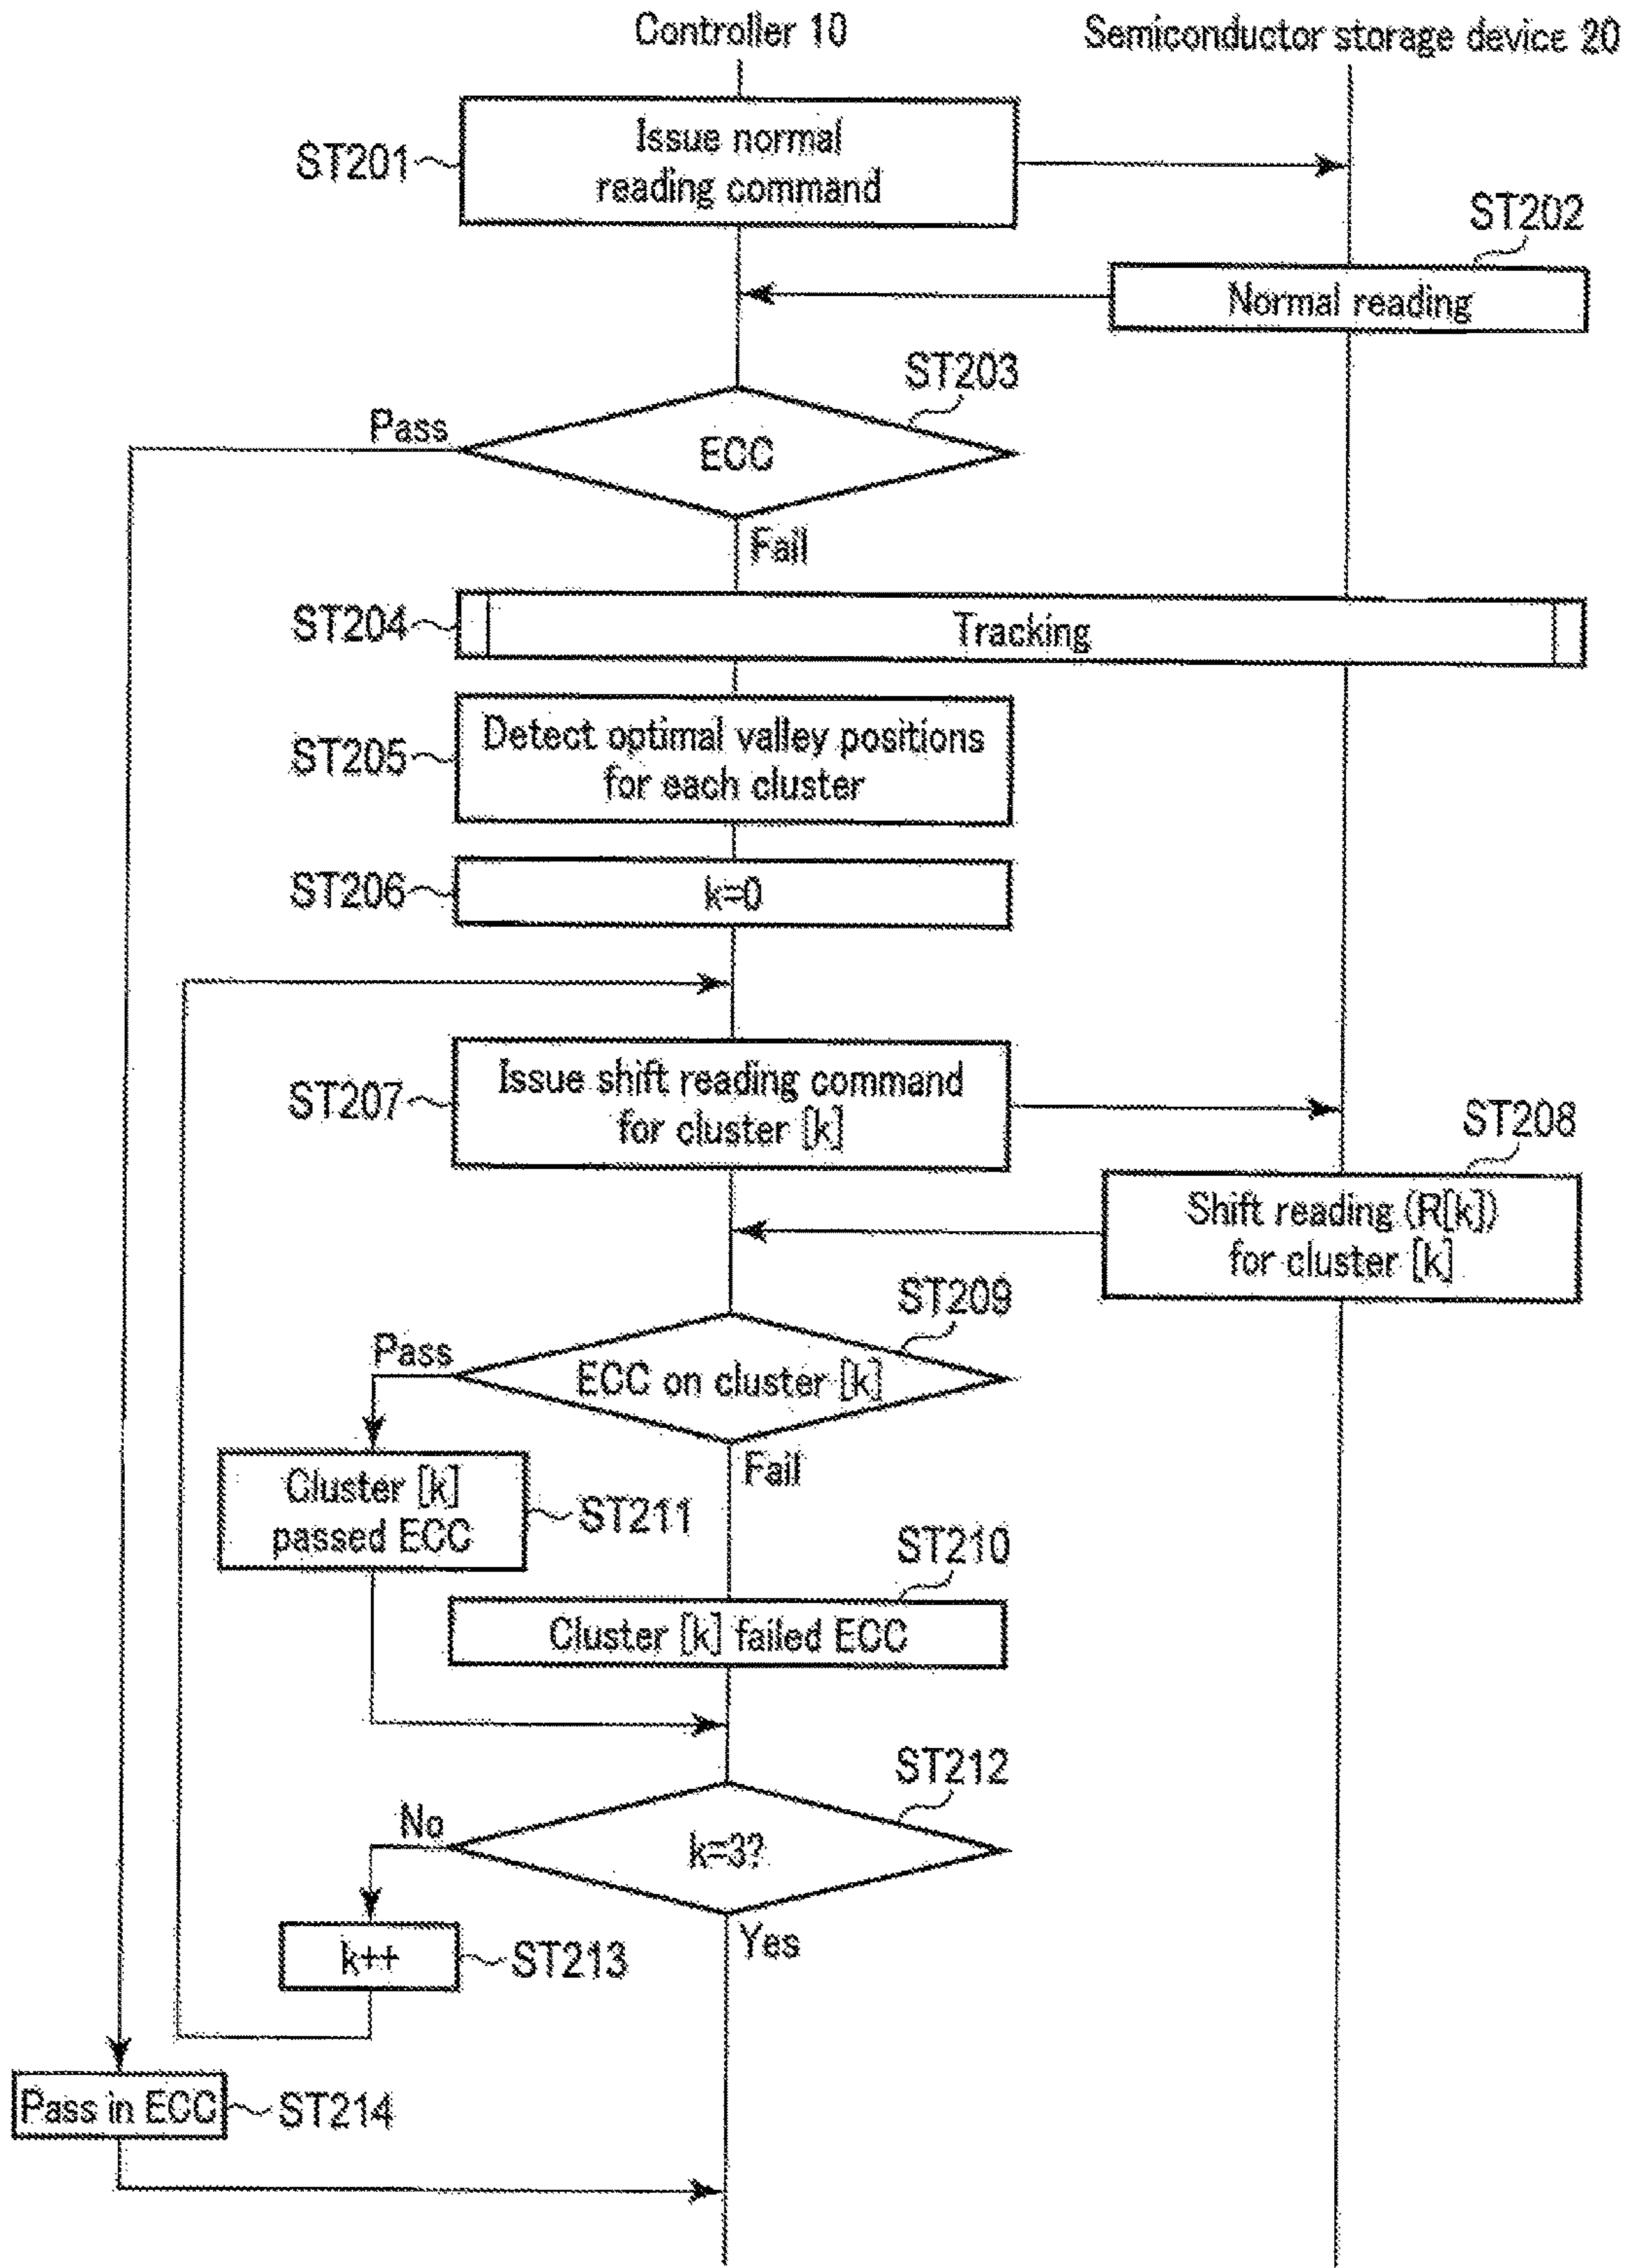 Controller 10
Semiconductor storage device 20
Issue normal
reading command
ST201
ST202
Normal reading
ST203
Pass
ECC
Fail
ST204
Tracking
ST205
Detect optimal valley positions
for each cluster
ST206
k=0
ST207
Issue shift reading command
for cluster [k]
ST208
Shift reading (R[k])
for cluster [k]
ST209
Pass
ECC on cluster [k]
Fail
Cluster [k]
passed ECC
ST211
ST210
Cluster [k] failed ECC
ST212
No
k=3?
Yes
k++
ST213
Pass in ECC
ST214